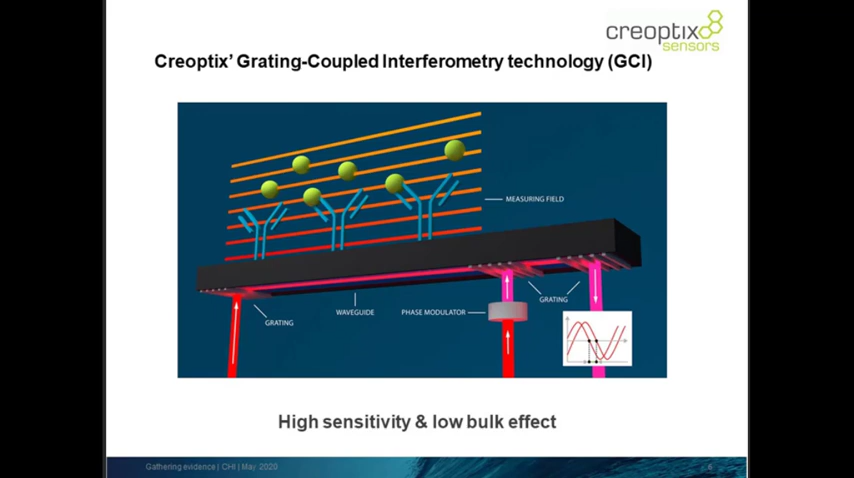 creoptix
sensors
Creoptix' Grating-Coupled Interferometry technology (GCI)
MEASURING FIELD
GRATING
WAVEGUIDE
PHASE MODULATOR
GRATING
High sensitivity & low bulk effect
Gathering evidence | CHI | May 2020
6